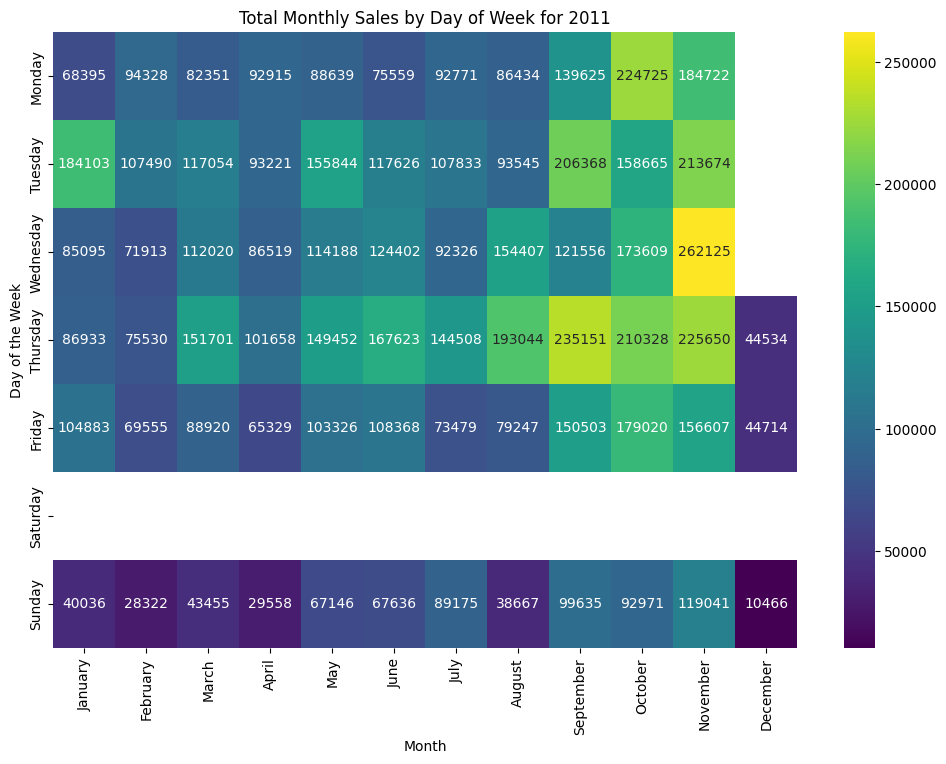 Total Monthly Sales by Day of Week for 2011
Day of the Week
Monday 68395 94328 82351 92915 88639 75559 92771 86434 139625 224725 184722
Tuesday 184103 107490 117054 93221 155844 117626 107833 93545 206368 158665 213674
Wednesday 85095 71913 112020 86519 114188 124402 92326 154407 121556 173609 262125
Thursday 86933 75530 151701 101658 149452 167623 144508 193044 235151 210328 225650 44534
Friday 104883 69555 88920 65329 103326 108368 73479 79247 150503 179020 156607 44714
Saturday
Sunday 40036 28322 43455 29558 67146 67636 89175 38667 99635 92971 119041 10466
January February March April May June July August September October November December
Month
250000
200000
150000
100000
50000